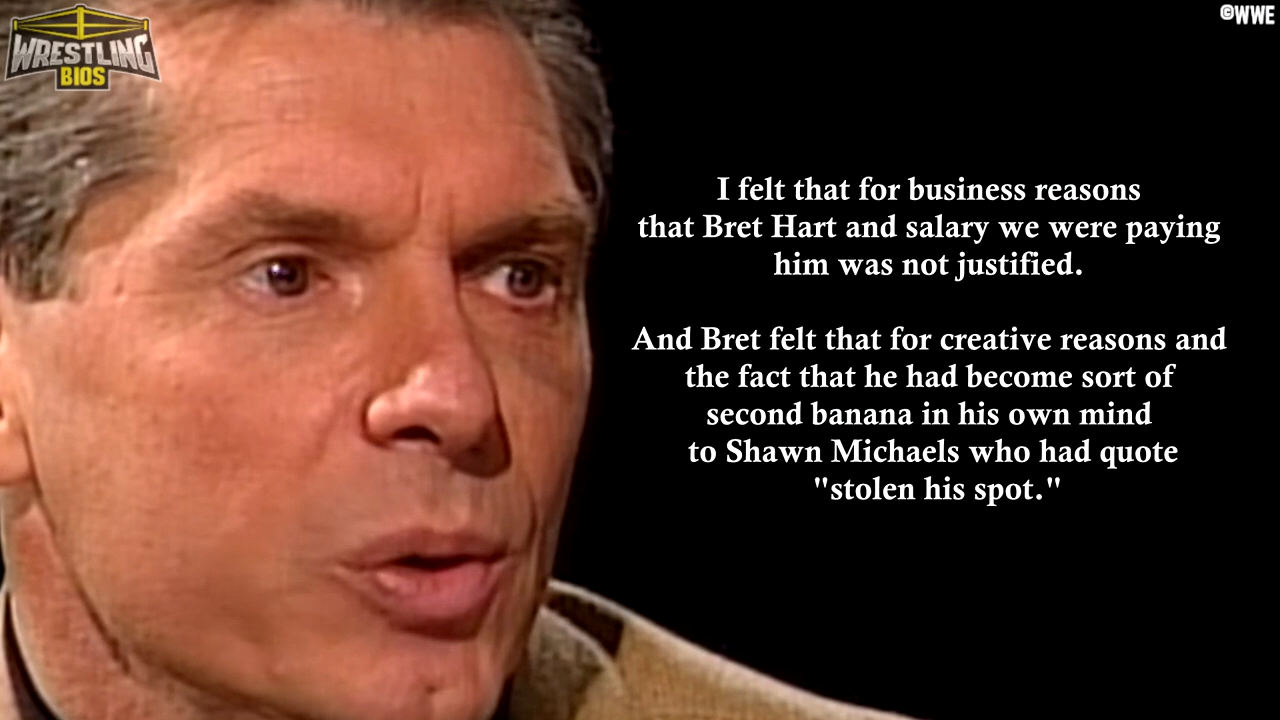 WRESTLING
BIOS
©WWE
I felt that for business reasons
that Bret Hart and salary we were paying
him was not justified.
And Bret felt that for creative reasons and
the fact that he had become sort of
second banana in his own mind
to Shawn Michaels who had quote
"stolen his spot."